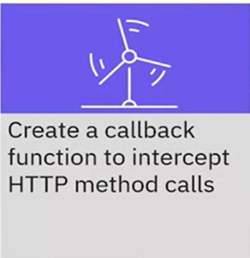 Create a callback
function to intercept
HTTP method calls